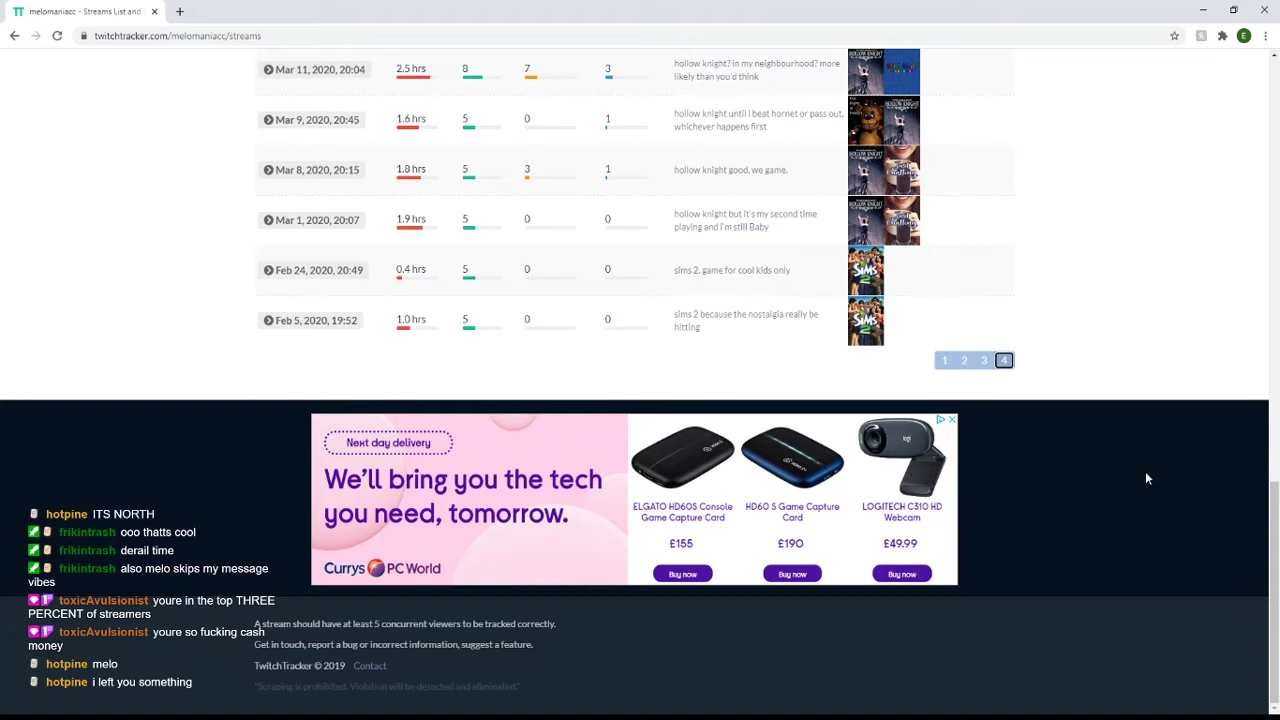 melomaniacc - Streams List and
twitchtracker.com/melomaniacc/streams
E
Mar 11, 2020, 20:04 2.5 hrs 8 7 3 hollow knight? in my neighbourhood? more
likely than you'd think
Mar 9, 2020, 20:45 1.6 hrs 5 0 1 hollow knight until i beat hornet or pass out,
whichever happens first
Mar 8, 2020, 20:15 1.8 hrs 5 3 1 hollow knight good. we game.
Mar 1, 2020, 20:07 1.9 hrs 5 0 0 hollow knight but it's my second time
playing and I'm still Baby
Feb 24, 2020, 20:49 0.4 hrs 5 0 0 sims 2. game for cool kids only
Feb 5, 2020, 19:52 1.0 hrs 5 0 0 sims 2 because the nostalgia really be
hitting
1 2 3 4
Next day delivery
We'll bring you the tech
you need, tomorrow.
Currys PC World
ELGATO HD60S Console
Game Capture Card
£155
Buy now
HD60 S Game Capture
Card
£190
Buy now
logi
LOGITECH C310 HD
Webcam
£49.99
Buy now
hotpine ITS NORTH
frikintrash ooo thatts cool
frikintrash derail time
frikintrash also melo skips my message
vibes
toxicAvulsionist youre in the top THREE
PERCENT of streamers
toxicAvulsionist youre so fucking cash
money
hotpine melo
hotpine i left you something
A stream should have at least 5 concurrent viewers to be tracked correctly.
Get in touch, report a bug or incorrect information, suggest a feature.
TwitchTracker © 2019 Contact
"Scraping is prohibited. Violation will be detected and eliminated."